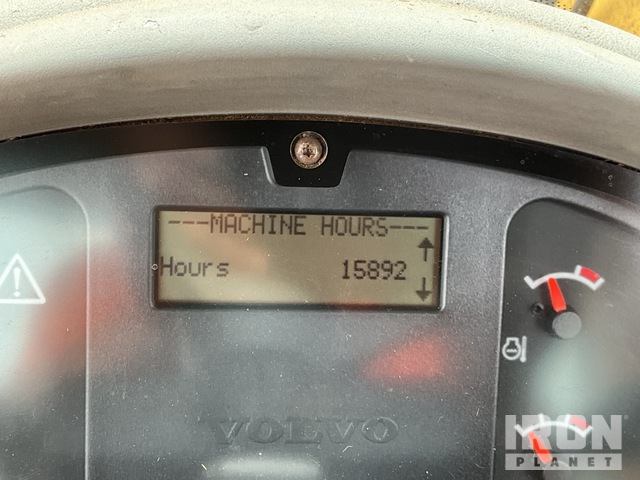 ---MACHINE HOURS---
Hours 15892
VOLVO
IRON
PLANET